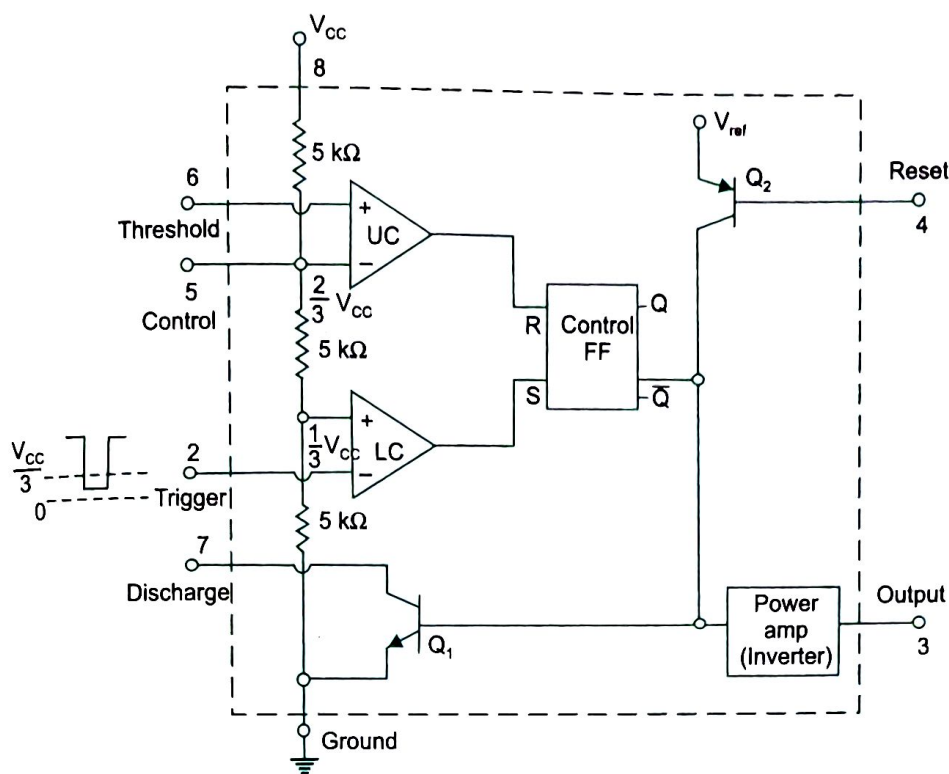 V_CC
8
V_ref
5 kΩ
Q_2
6
Reset
Threshold
+
UC
4
−
5
Control
2/3 V_CC
R
Control
FF
Q
5 kΩ
S
Q̅
+
LC
1/3 V_CC
−
V_CC/3
2
0
Trigger
5 kΩ
7
Discharge
Q_1
Power
amp
(Inverter)
Output
3
Ground